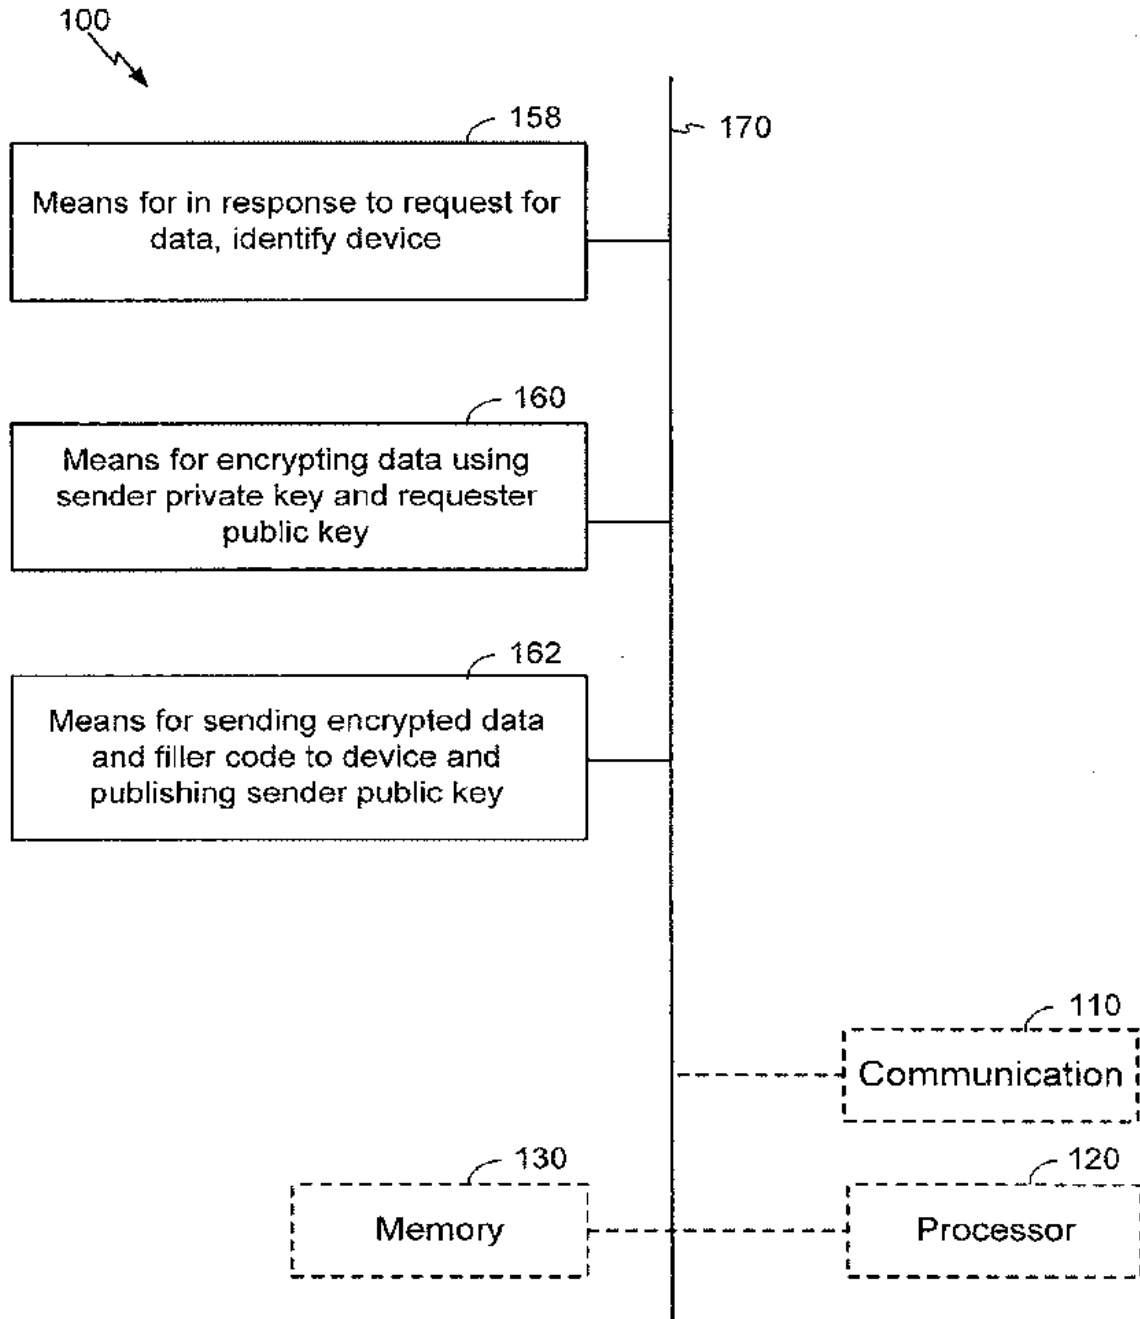 100
158
170
Means for in response to request for
data, identify device
160
Means for encrypting data using
sender private key and requester
public key
162
Means for sending encrypted data
and filler code to device and
publishing sender public key
110
Communication
130
Memory
120
Processor